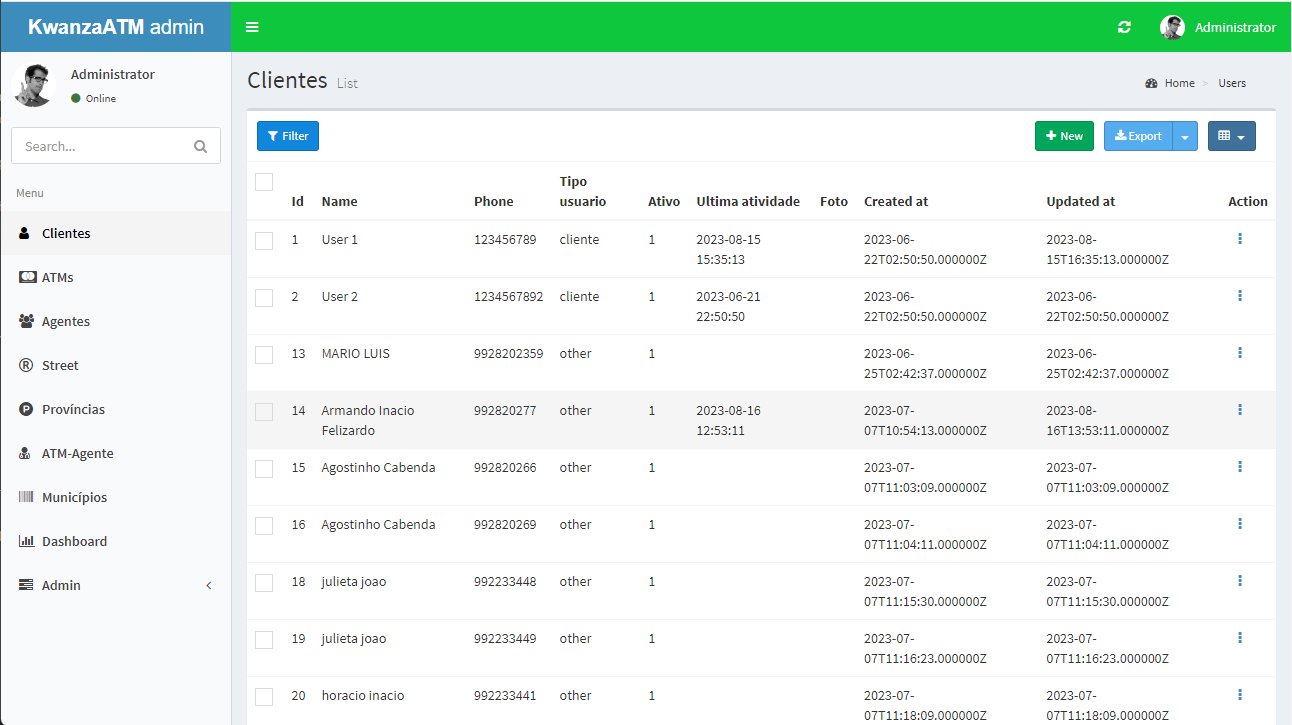 KwanzaATM admin
Administrator
Administrator
Online
Search...
Menu
Clientes
ATMs
Agentes
Street
Províncias
ATM-Agente
Municípios
Dashboard
Admin
Clientes List
Home > Users
Filter
New Export
Id Name Phone Tipo usuario Ativo Ultima atividade Foto Created at Updated at Action
1 User 1 123456789 cliente 1 2023-08-15 2023-06- 2023-08-
15:35:13 22T02:50:50.000000Z 15T16:35:13.000000Z
2 User 2 1234567892 cliente 1 2023-06-21 2023-06- 2023-06-
22:50:50 22T02:50:50.000000Z 22T02:50:50.000000Z
13 MARIO LUIS 9928202359 other 1 2023-06- 2023-06-
25T02:42:37.000000Z 25T02:42:37.000000Z
14 Armando Inacio 992820277 other 1 2023-08-16 2023-07- 2023-08-
Felizardo 12:53:11 07T10:54:13.000000Z 16T13:53:11.000000Z
15 Agostinho Cabenda 992820266 other 1 2023-07- 2023-07-
07T11:03:09.000000Z 07T11:03:09.000000Z
16 Agostinho Cabenda 992820269 other 1 2023-07- 2023-07-
07T11:04:11.000000Z 07T11:04:11.000000Z
18 julieta joao 992233448 other 1 2023-07- 2023-07-
07T11:15:30.000000Z 07T11:15:30.000000Z
19 julieta joao 992233449 other 1 2023-07- 2023-07-
07T11:16:23.000000Z 07T11:16:23.000000Z
20 horacio inacio 992233441 other 1 2023-07- 2023-07-
07T11:18:09.000000Z 07T11:18:09.000000Z